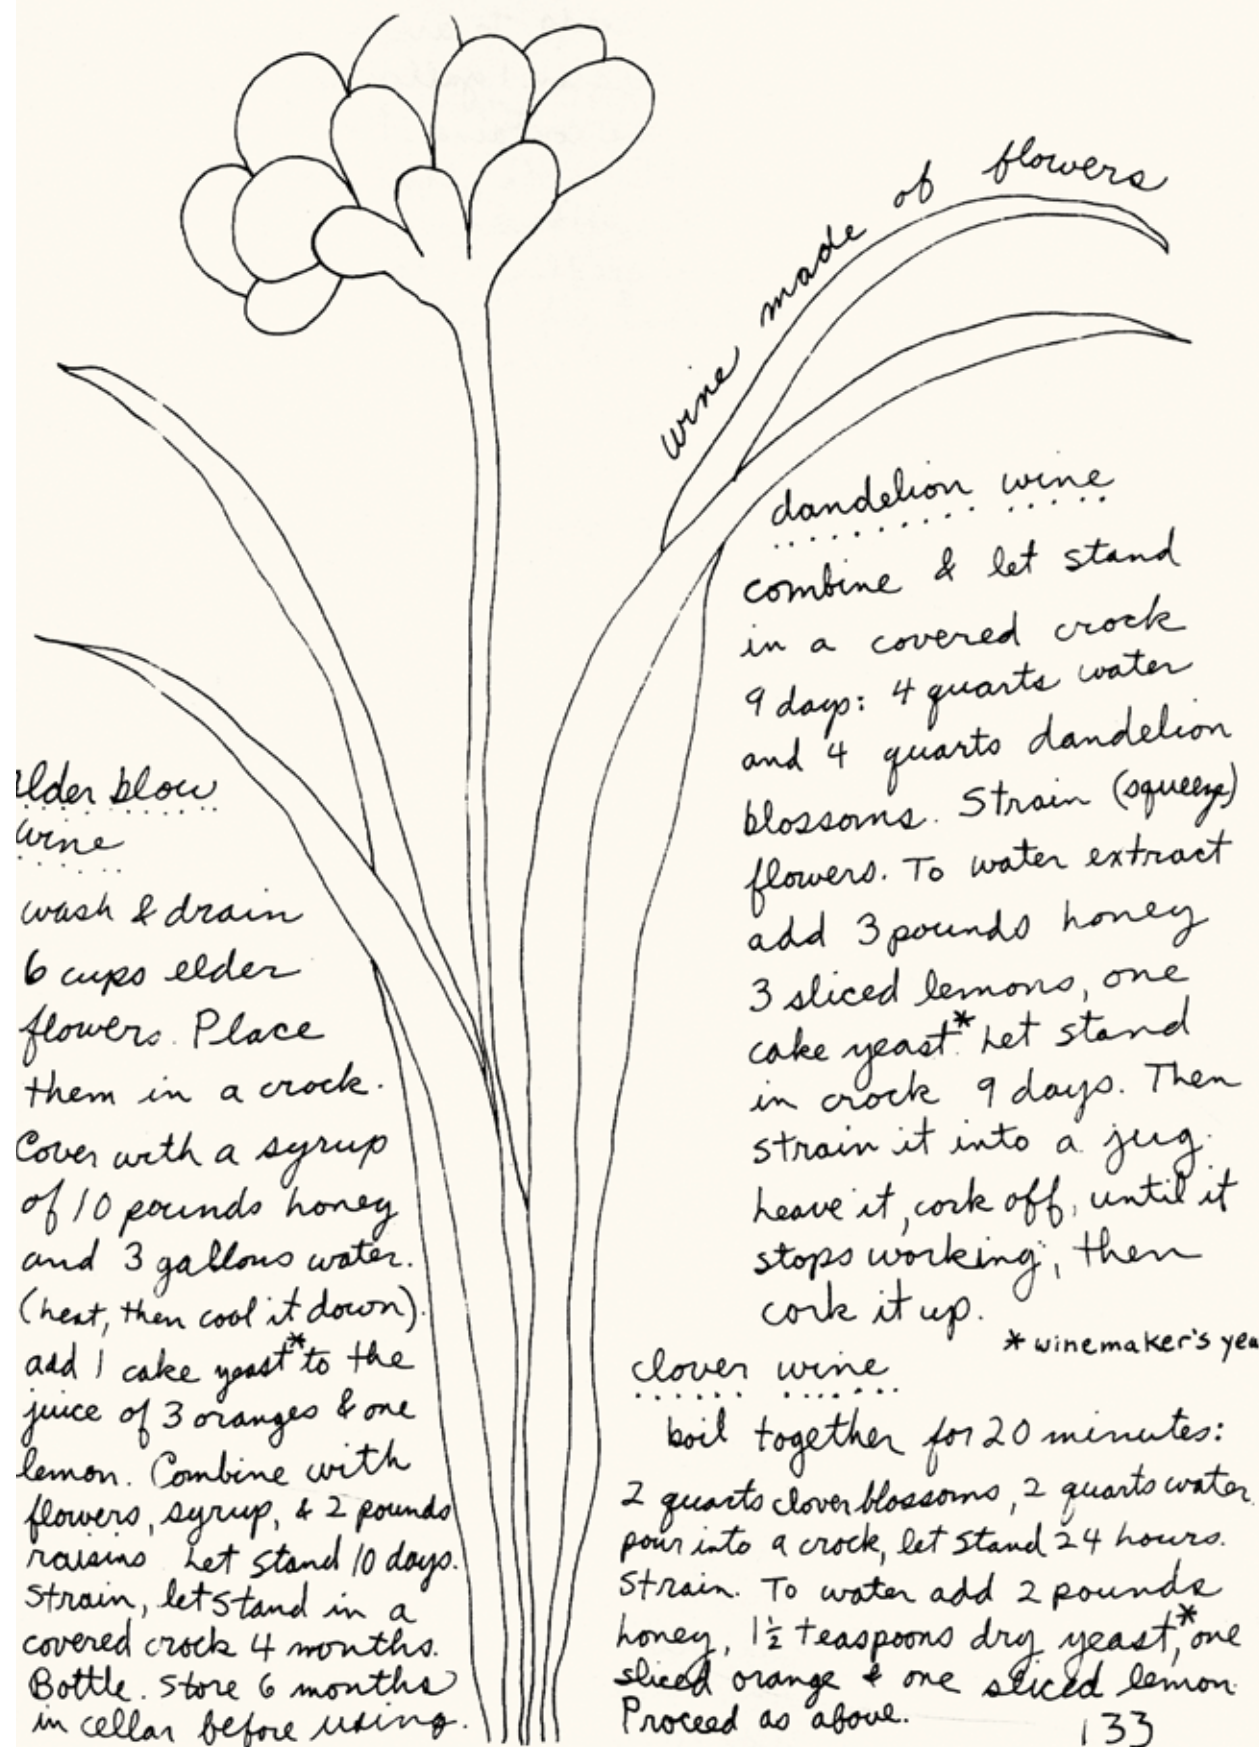 wine made of flowers
dandelion wine
combine & let stand
in a covered crock
9 days: 4 quarts water
and 4 quarts dandelion
blossoms. Strain (squeeze)
flowers. To water extract
add 3 pounds honey
3 sliced lemons, one
cake yeast.* Let stand
in crock 9 days. Then
strain it into a jug.
Leave it, cork off, until it
stops working, then
cork it up.
* winemaker's yea
elder blow
wine
wash & drain
6 cups elder
flowers. Place
them in a crock.
Cover with a syrup
of 10 pounds honey
and 3 gallons water.
(heat, then cool it down).
add 1 cake yeast* to the
juice of 3 oranges & one
lemon. Combine with
flowers, syrup, & 2 pounds
raisins. Let stand 10 days.
Strain, let stand in a
covered crock 4 months.
Bottle. Store 6 months
in cellar before using.
clover wine
boil together for 20 minutes:
2 quarts clover blossoms, 2 quarts water.
pour into a crock, let stand 24 hours.
Strain. To water add 2 pounds
honey, 1½ teaspoons dry yeast,* one
sliced orange & one sliced lemon.
Proceed as above.
133